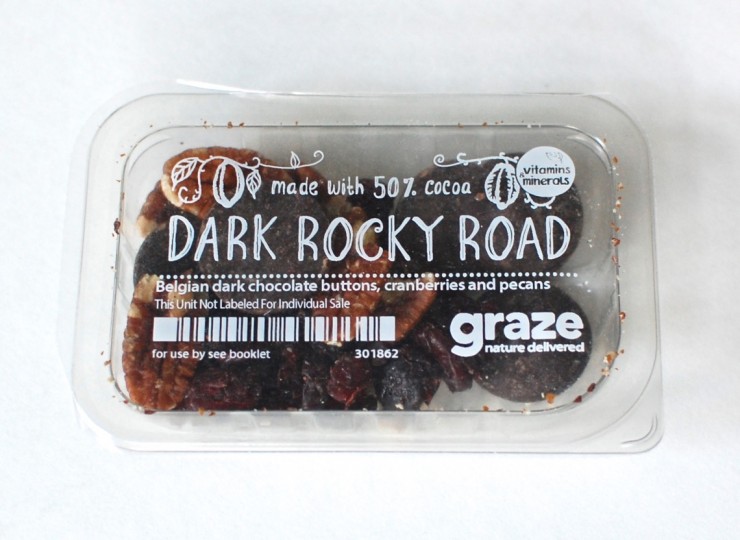 made with 50% cocoa
vitamins
& minerals
DARK ROCKY ROAD
Belgian dark chocolate buttons, cranberries and pecans
This Unit Not Labeled For Individual Sale
for use by see booklet
301862
graze
nature delivered